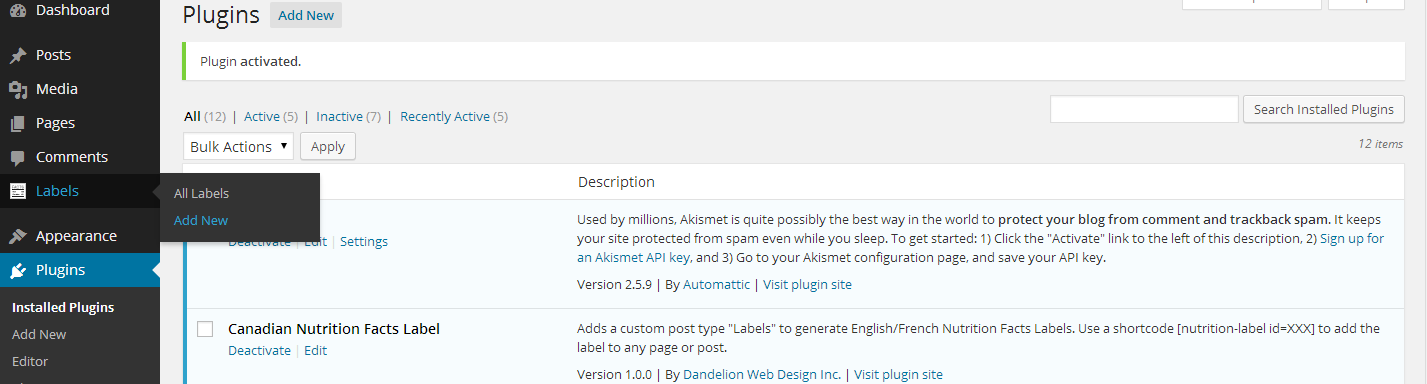 Dashboard
Posts
Media
Pages
Comments
Labels
All Labels
Add New
Appearance
Plugins
Installed Plugins
Add New
Editor
Plugins Add New
Plugin activated.
All (12) | Active (5) | Inactive (7) | Recently Active (5)
Search Installed Plugins
Bulk Actions Apply
12 items
Description
Deactivate | Edit | Settings
Used by millions, Akismet is quite possibly the best way in the world to protect your blog from comment and trackback spam. It keeps
your site protected from spam even while you sleep. To get started: 1) Click the "Activate" link to the left of this description, 2) Sign up for
an Akismet API key, and 3) Go to your Akismet configuration page, and save your API key.
Version 2.5.9 | By Automattic | Visit plugin site
Canadian Nutrition Facts Label
Deactivate | Edit
Adds a custom post type "Labels" to generate English/French Nutrition Facts Labels. Use a shortcode [nutrition-label id=XXX] to add the
label to any page or post.
Version 1.0.0 | By Dandelion Web Design Inc. | Visit plugin site